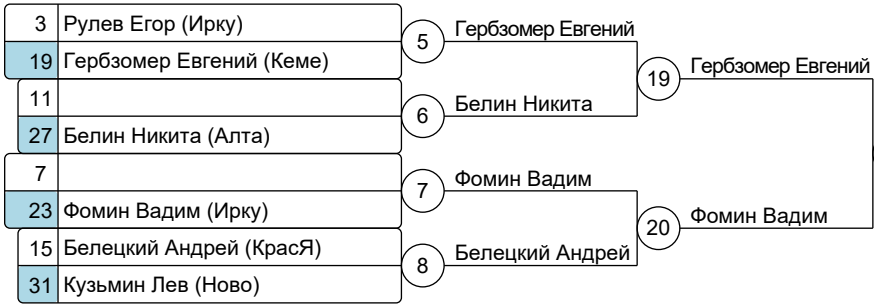 3 Рулев Егор (Ирку)
19 Гербзомер Евгений (Кеме)
5 Гербзомер Евгений
11
27 Белин Никита (Алта)
6 Белин Никита
19 Гербзомер Евгений
7
23 Фомин Вадим (Ирку)
7 Фомин Вадим
15 Белецкий Андрей (КрасЯ)
31 Кузьмин Лев (Ново)
8 Белецкий Андрей
20 Фомин Вадим